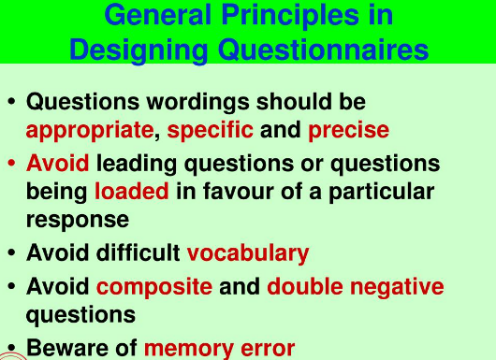 General Principles in
Designing Questionnaires
• Questions wordings should be
appropriate, specific and precise
• Avoid leading questions or questions
being loaded in favour of a particular
response
• Avoid difficult vocabulary
• Avoid composite and double negative
questions
• Beware of memory error